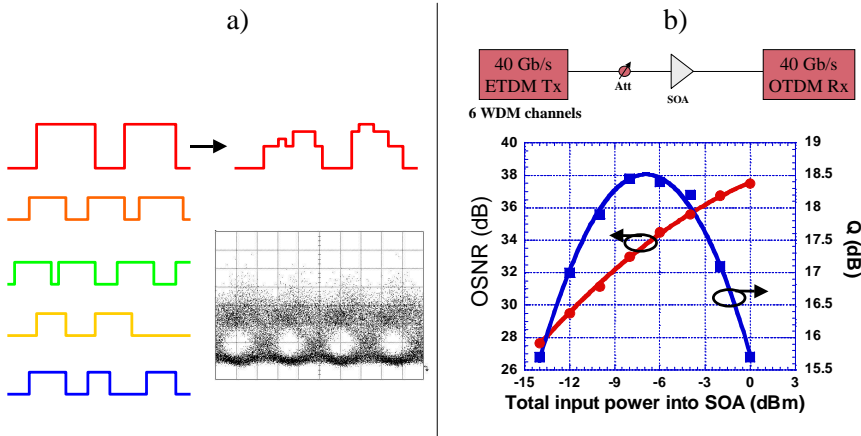 a)
b)
40 Gb/s
ETDM Tx
Att
SOA
40 Gb/s
OTDM Rx
6 WDM channels
40
38
36
34
32
30
28
26
OSNR (dB)
19
18.5
18
17.5
17
16.5
16
15.5
Q (dB)
-15 -12 -9 -6 -3 0 3
Total input power into SOA (dBm)